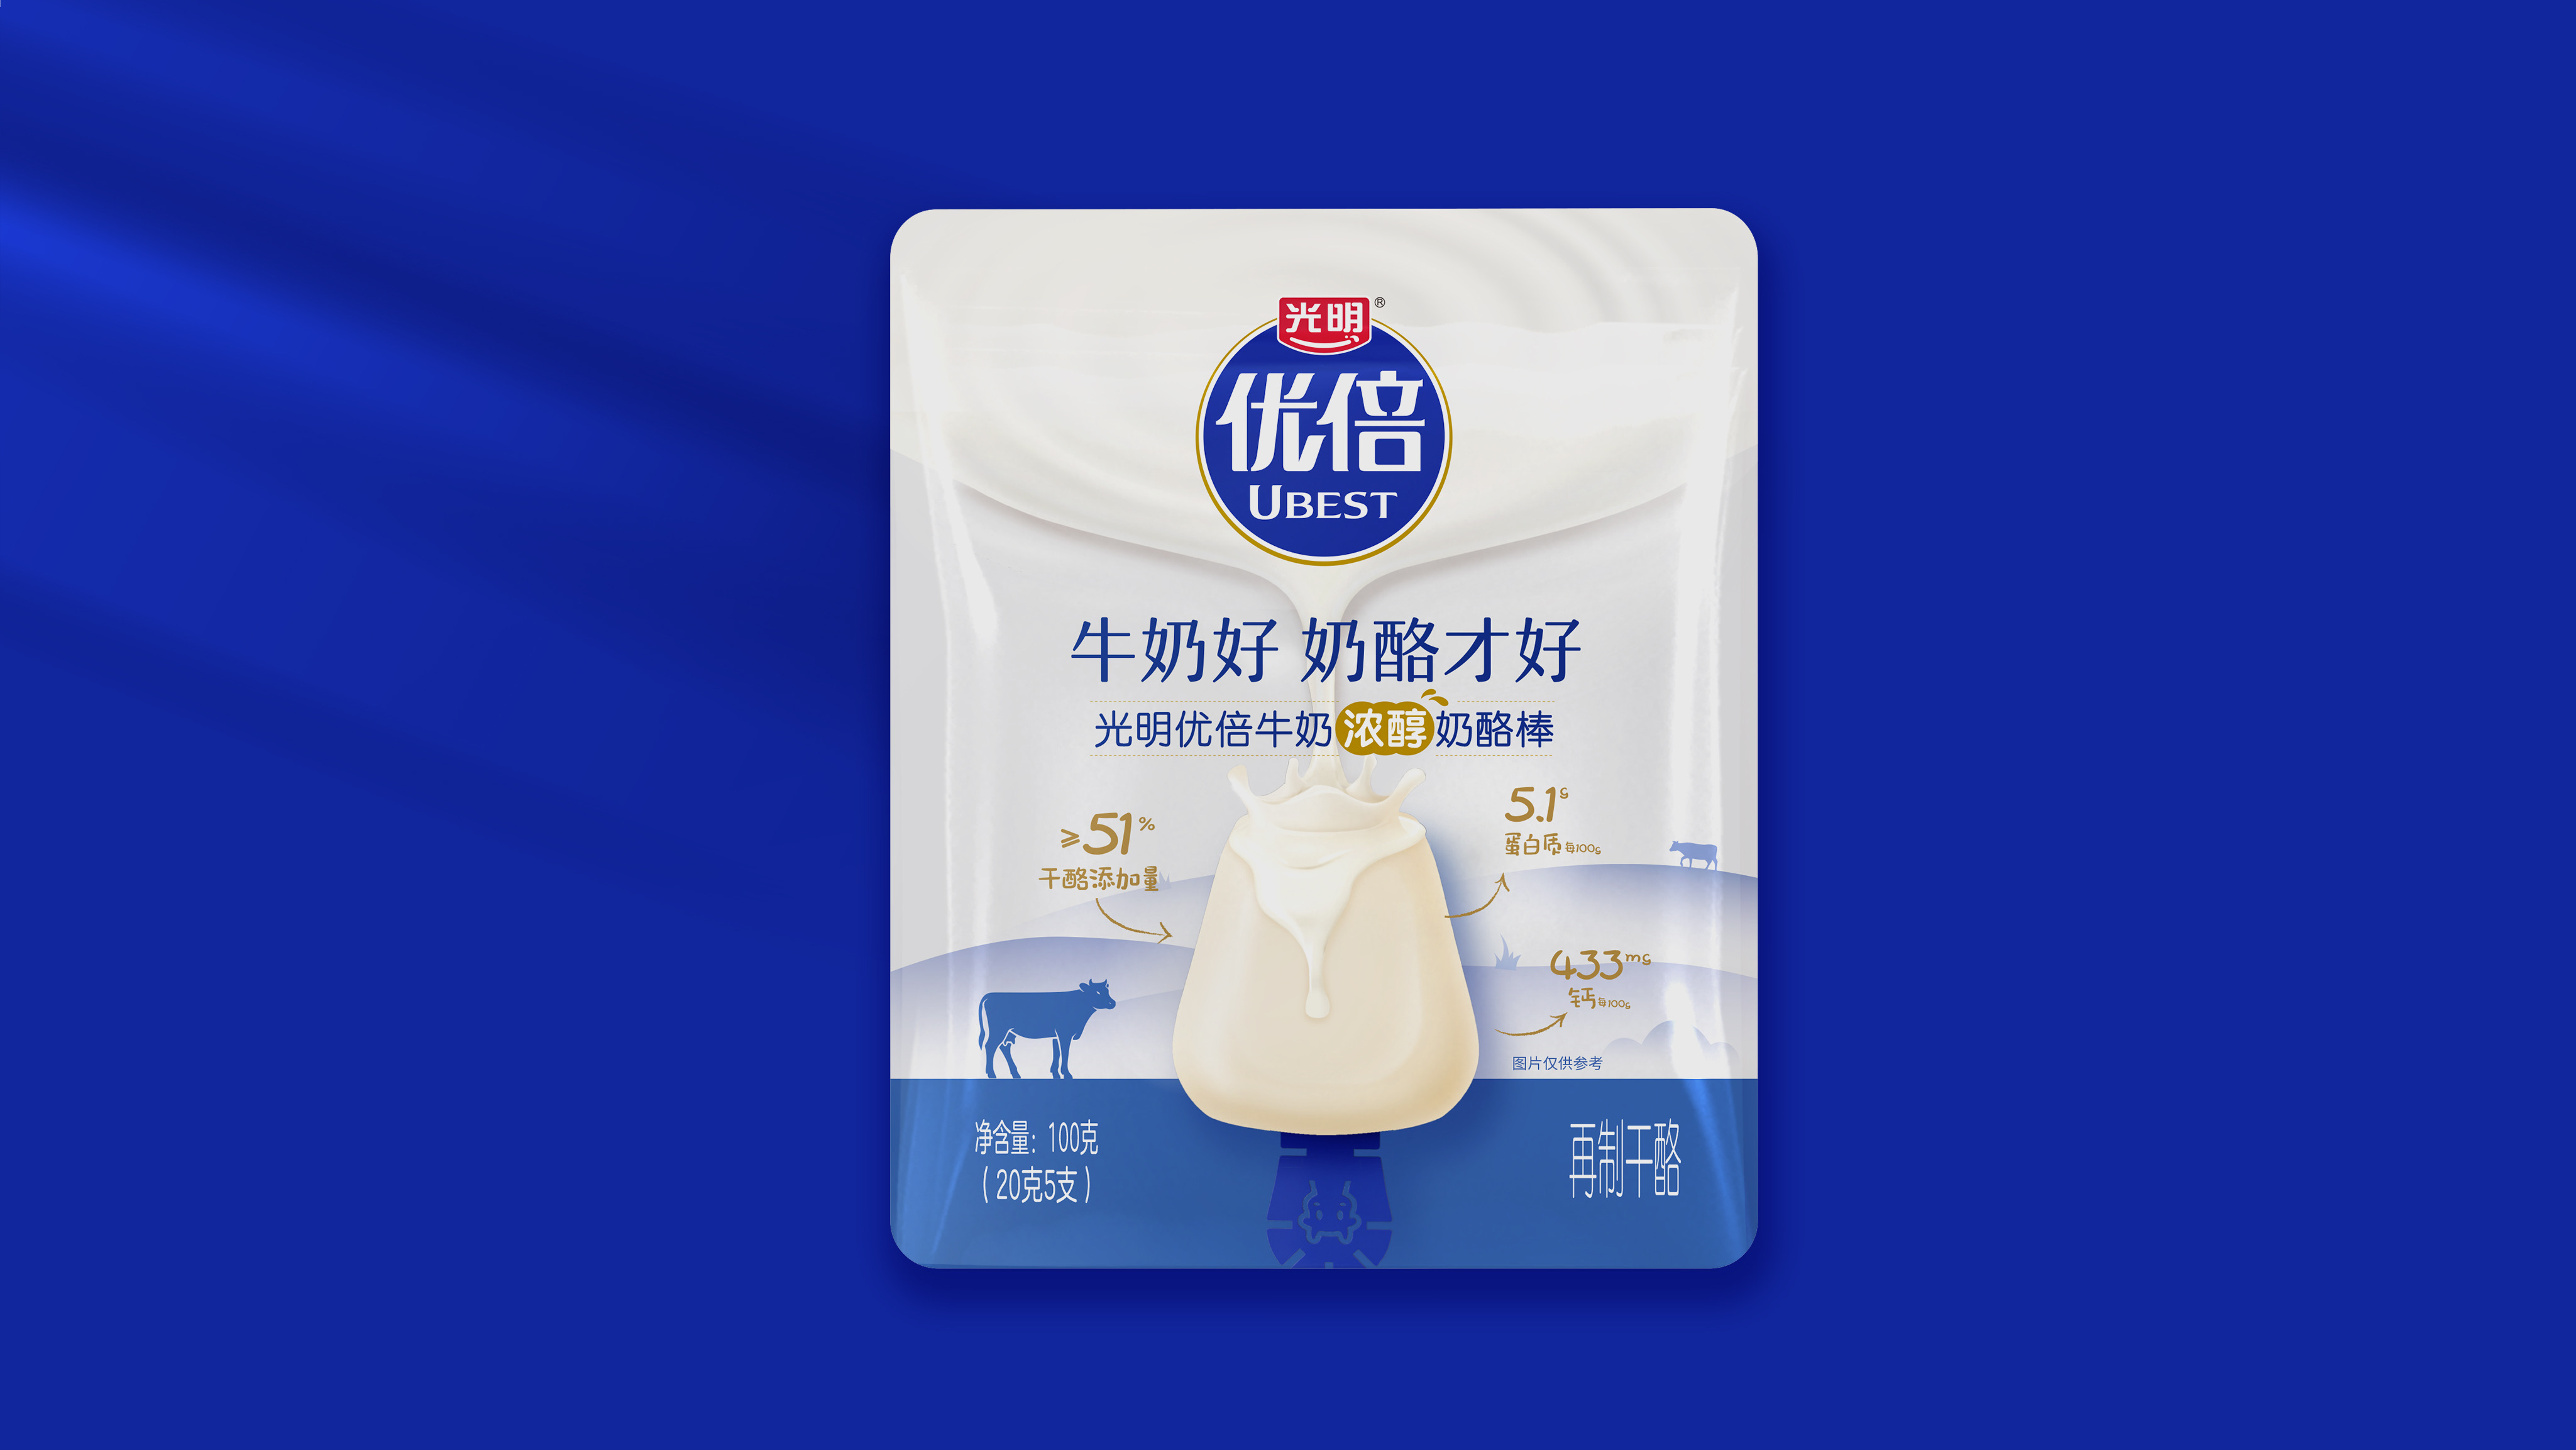 光明®
优倍
UBEST
牛奶好 奶酪才好
光明优倍牛奶浓醇奶酪棒
≥51%
干酪添加量
5.1g
蛋白质每100g
433mg
钙每100g
图片仅供参考
净含量：100克
（20克5支）
再制干酪